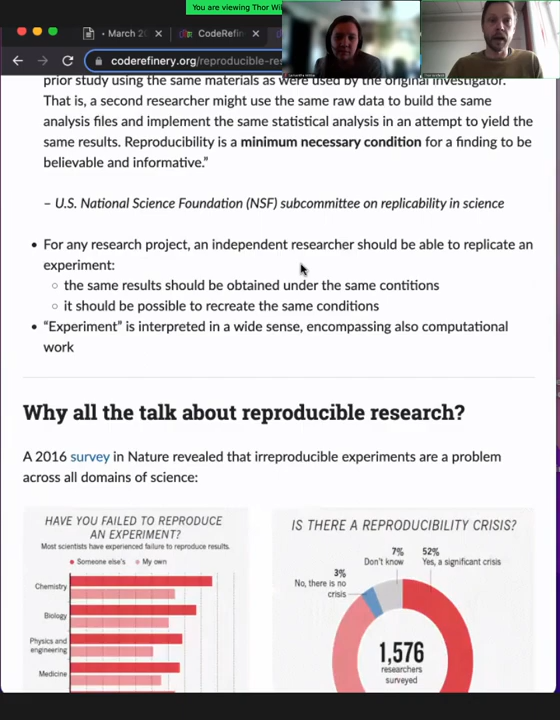 You are viewing Thor Wi
March 2
CodeRefin
coderefinery.org/reproducible-re
prior study using the same materials as were used by the original investigator.
That is, a second researcher might use the same raw data to build the same
analysis files and implement the same statistical analysis in an attempt to yield the
same results. Reproducibility is a minimum necessary condition for a finding to be
believable and informative.”
– U.S. National Science Foundation (NSF) subcommittee on replicability in science
• For any research project, an independent researcher should be able to replicate an
experiment:
◦ the same results should be obtained under the same contitions
◦ it should be possible to recreate the same conditions
• “Experiment” is interpreted in a wide sense, encompassing also computational
work
Why all the talk about reproducible research?
A 2016 survey in Nature revealed that irreproducible experiments are a problem
across all domains of science:
HAVE YOU FAILED TO REPRODUCE
AN EXPERIMENT?
Most scientists have experienced failure to reproduce results.
• Someone else's • My own
Chemistry
Biology
Physics and
engineering
Medicine
IS THERE A REPRODUCIBILITY CRISIS?
7%
Don't know
52%
Yes, a significant crisis
3%
No, there is no
crisis
1,576
researchers
surveyed